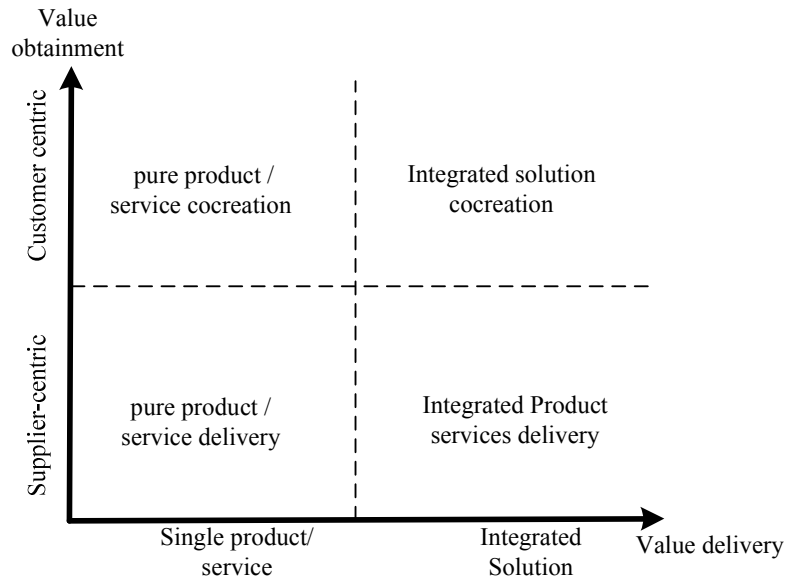 Value
obtainment
Customer centric
pure product /
service cocreation
Integrated solution
cocreation
Supplier-centric
pure product /
service delivery
Integrated Product
services delivery
Single product/
service
Integrated
Solution
Value delivery